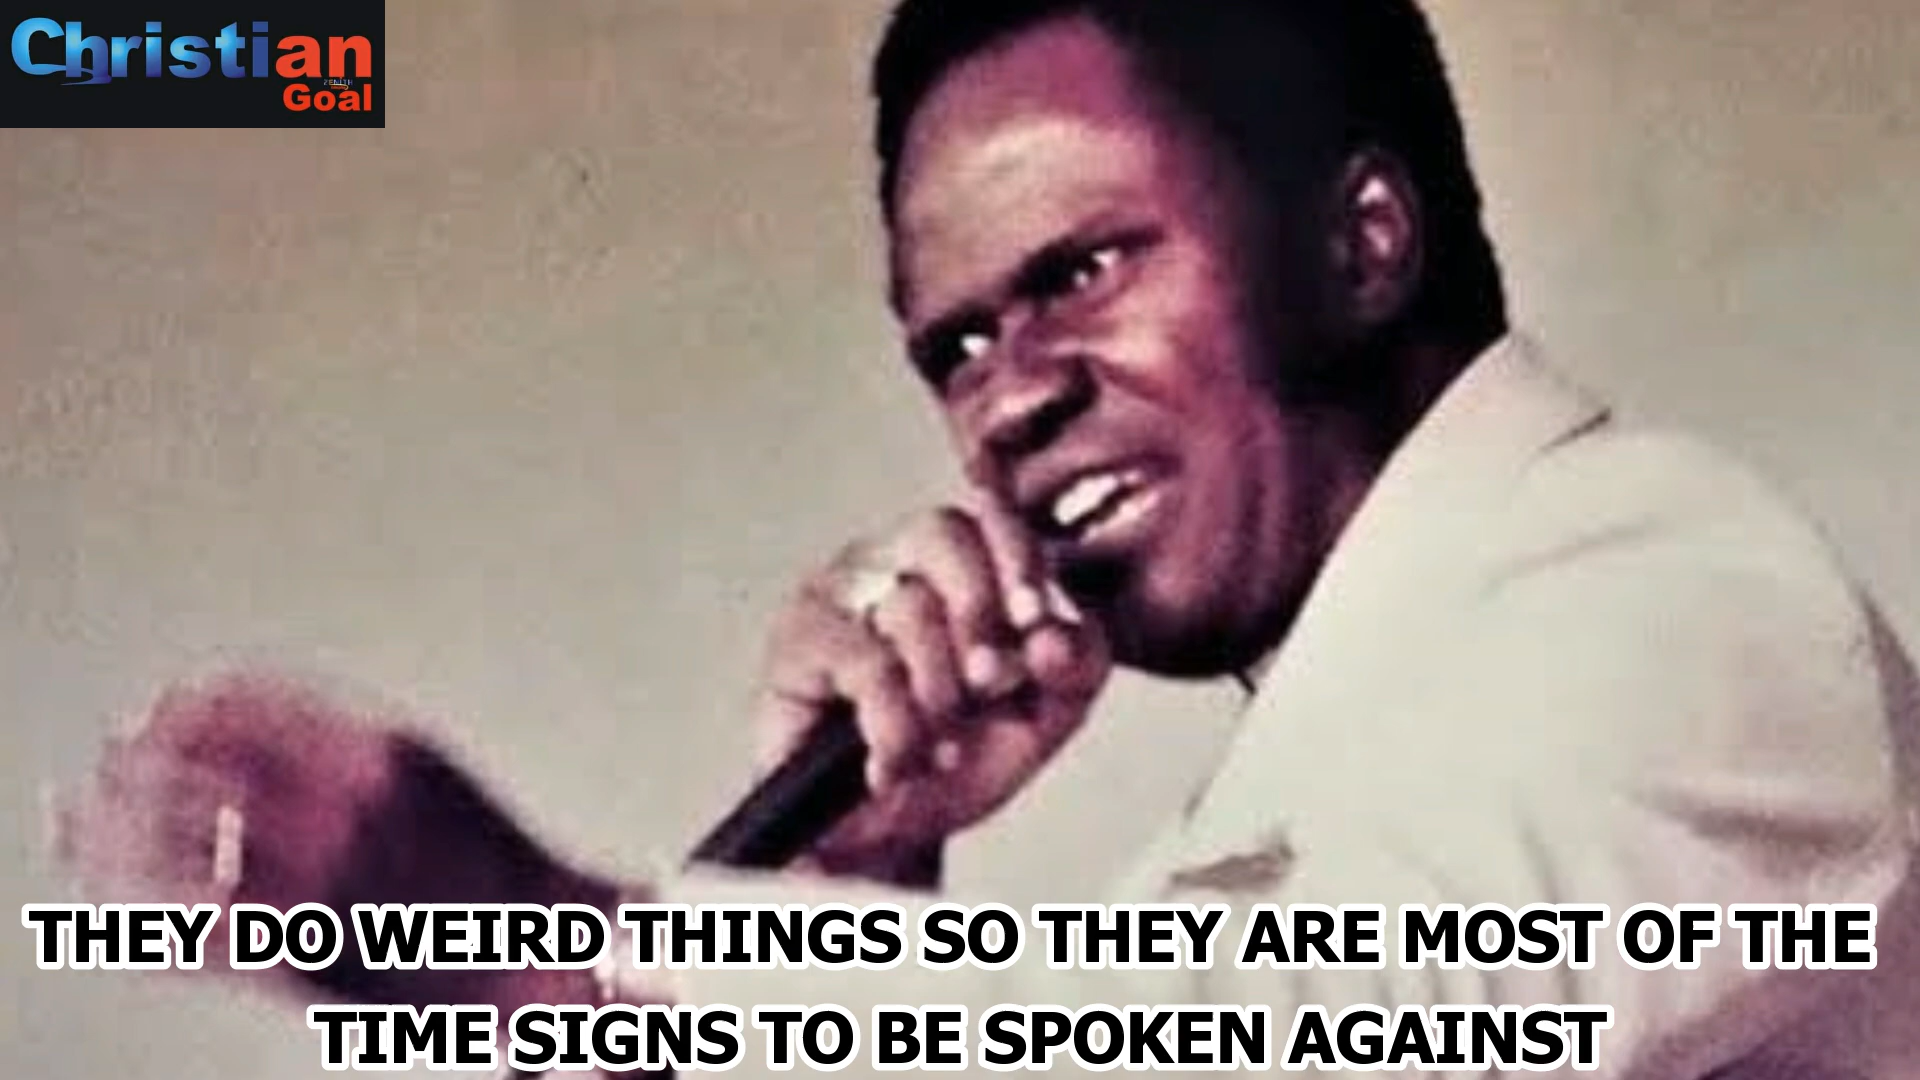 Christian
Goal
THEY DO WEIRD THINGS SO THEY ARE MOST OF THE
TIME SIGNS TO BE SPOKEN AGAINST